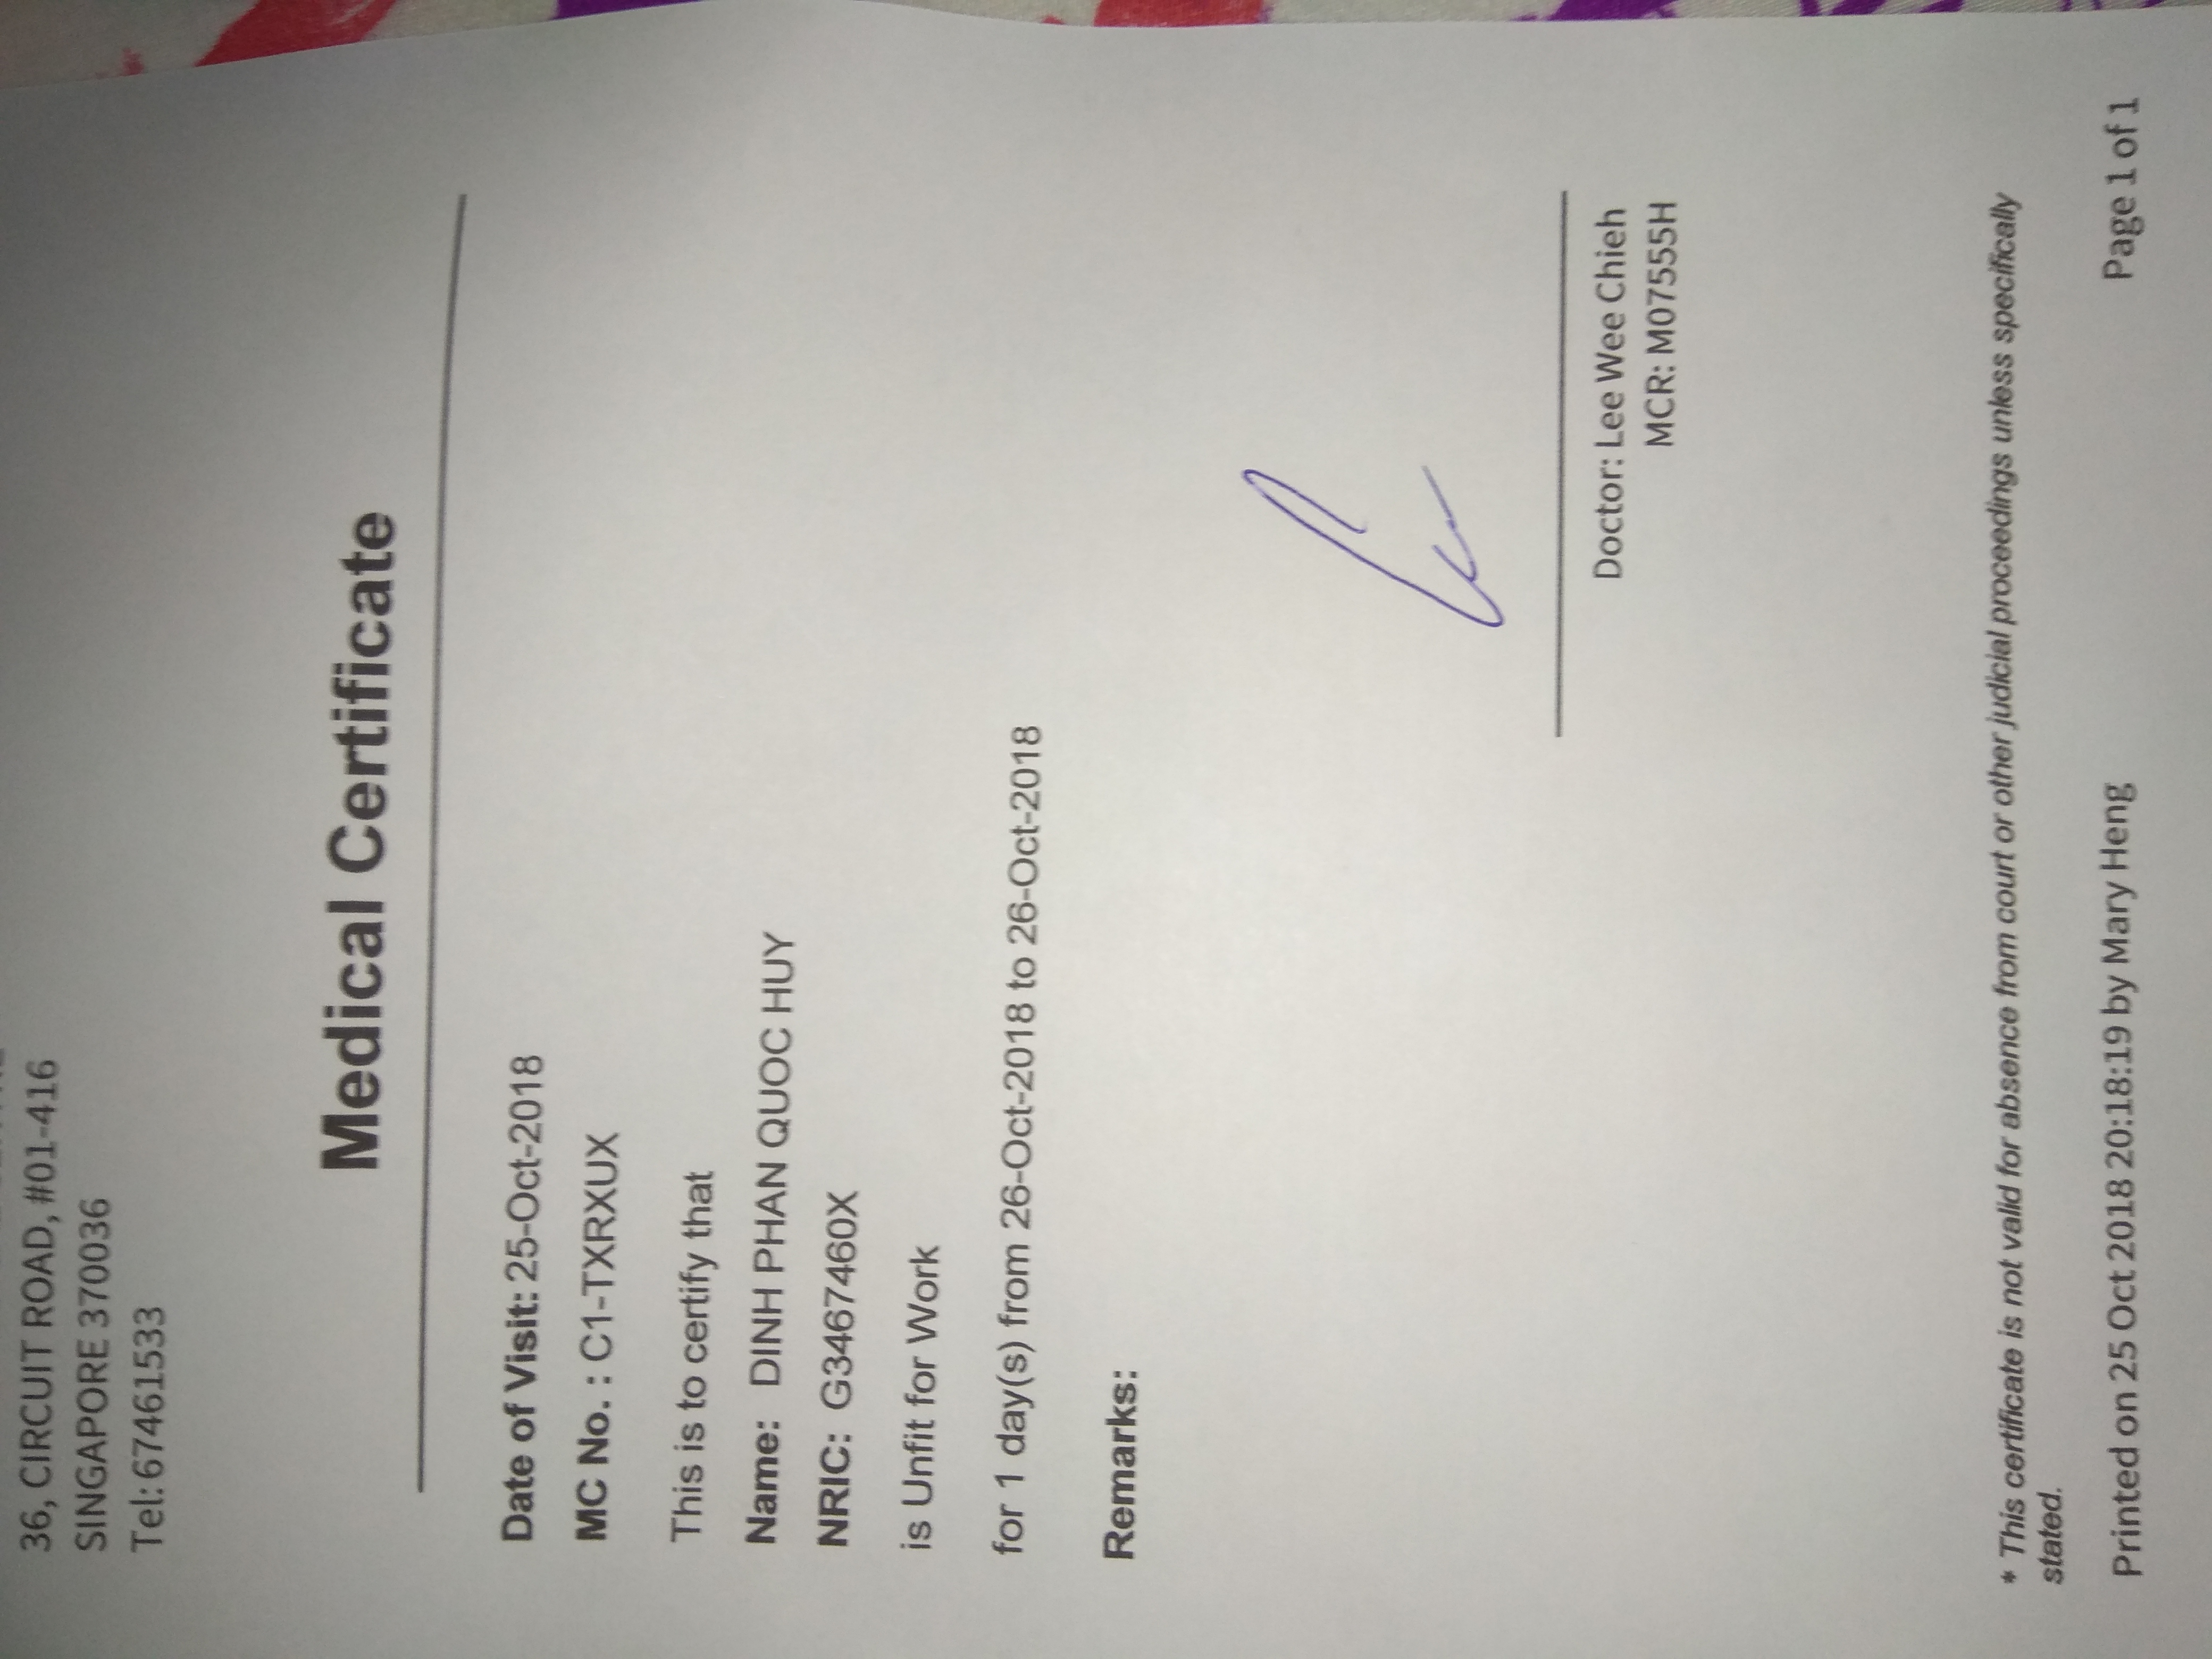 36, CIRCUIT ROAD, #01-416
SINGAPORE 370036
Tel: 67461533
Medical Certificate
Date of Visit: 25-Oct-2018
MC No. : C1-TXRXUX
This is to certify that
Name: DINH PHAN QUOC HUY
NRIC: G3467460X
is Unfit for Work
for 1 day(s) from 26-Oct-2018 to 26-Oct-2018
Remarks:
Doctor: Lee Wee Chieh
MCR: M07555H
* This certificate is not valid for absence from court or other judicial proceedings unless specifically
stated.
Printed on 25 Oct 2018 20:18:19 by Mary Heng Page 1 of 1